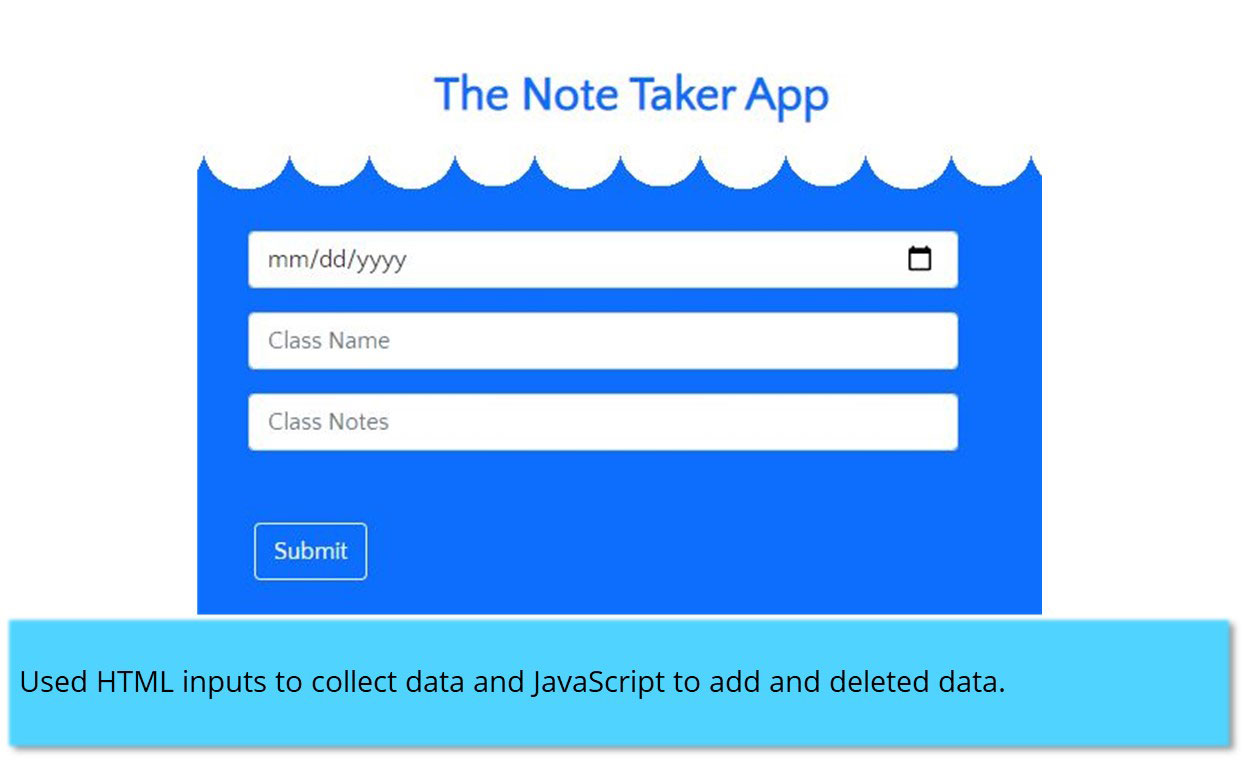 The Note Taker App
mm/dd/yyyy
Class Name
Class Notes
Submit
Used HTML inputs to collect data and JavaScript to add and deleted data.